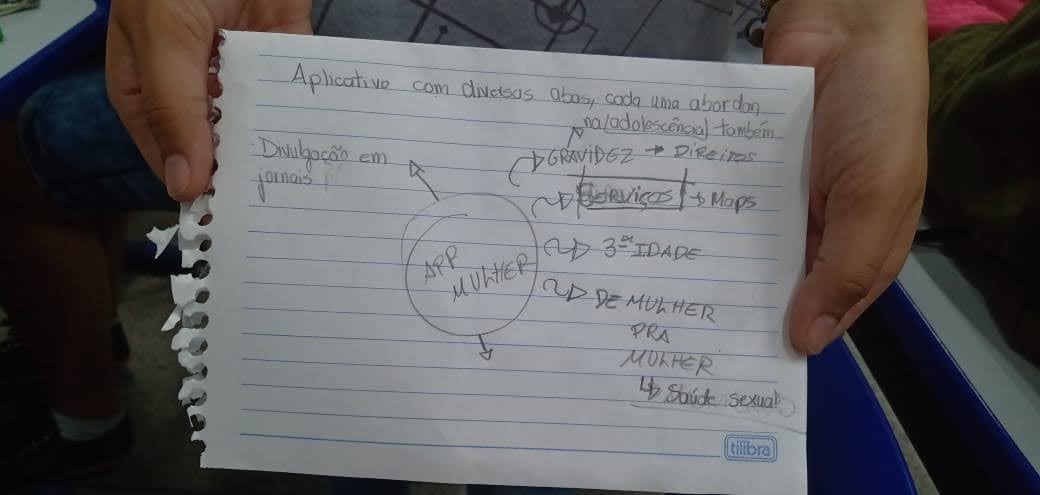 Aplicativo com diversas abas, cada uma abordan
na(adolescência) também
Divulgação em
jornais
GRAVIDEZ → DIREITOS
SERVIÇOS → Maps
3ª IDADE
APP
MULHER
DE MULHER
PRA
MULHER
↳ Saúde sexual
tilibra